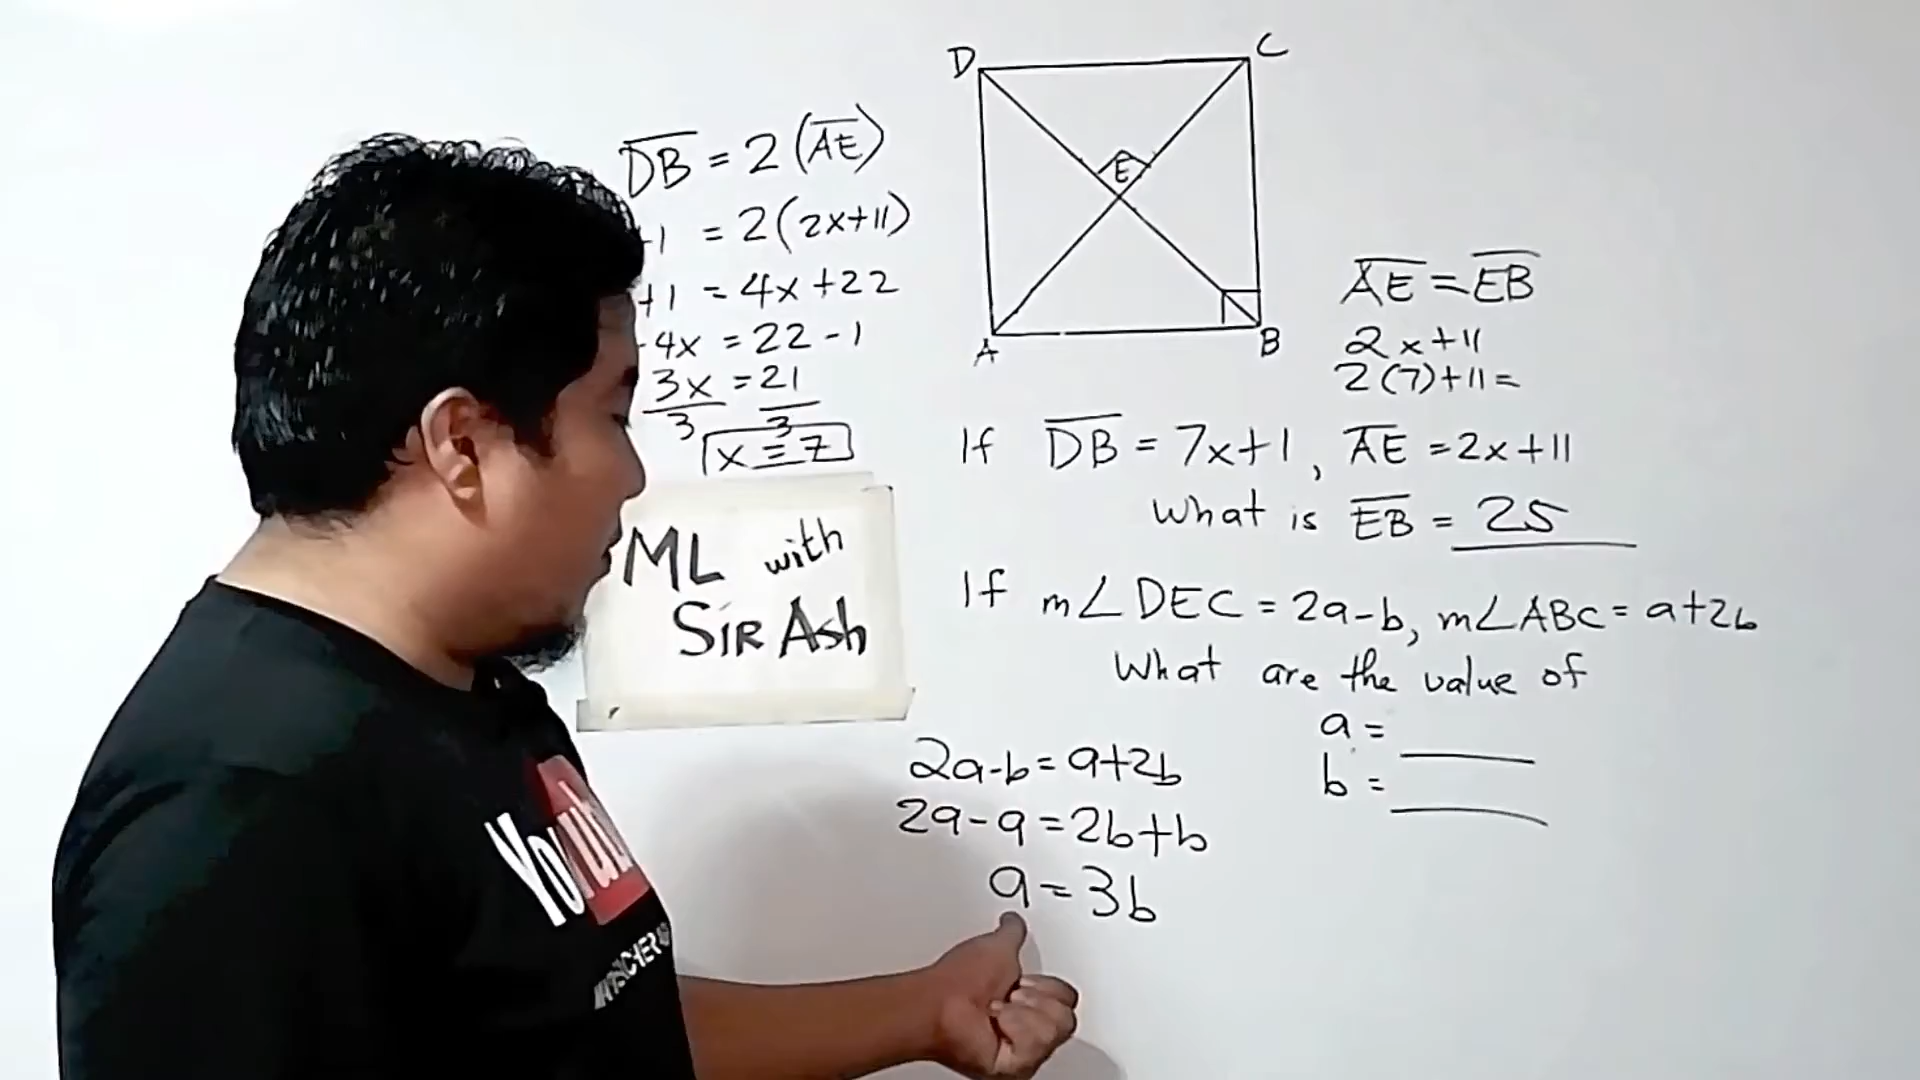 D
C
E
A
B
DB = 2 (AE)
+1 = 2 (2x+11)
+1 = 4x +22
-4x = 22 - 1
3x = 21
3 3
x = 7
AE = EB
2x+11
2(7)+11=
If DB = 7x+1, AE = 2x+11
What is EB = 25
If m∠DEC = 2a-b, m∠ABC = a+2b
What are the value of
a =
b =
2a-b = a+2b
2a-a = 2b+b
a = 3b
ML with
SIR Ash